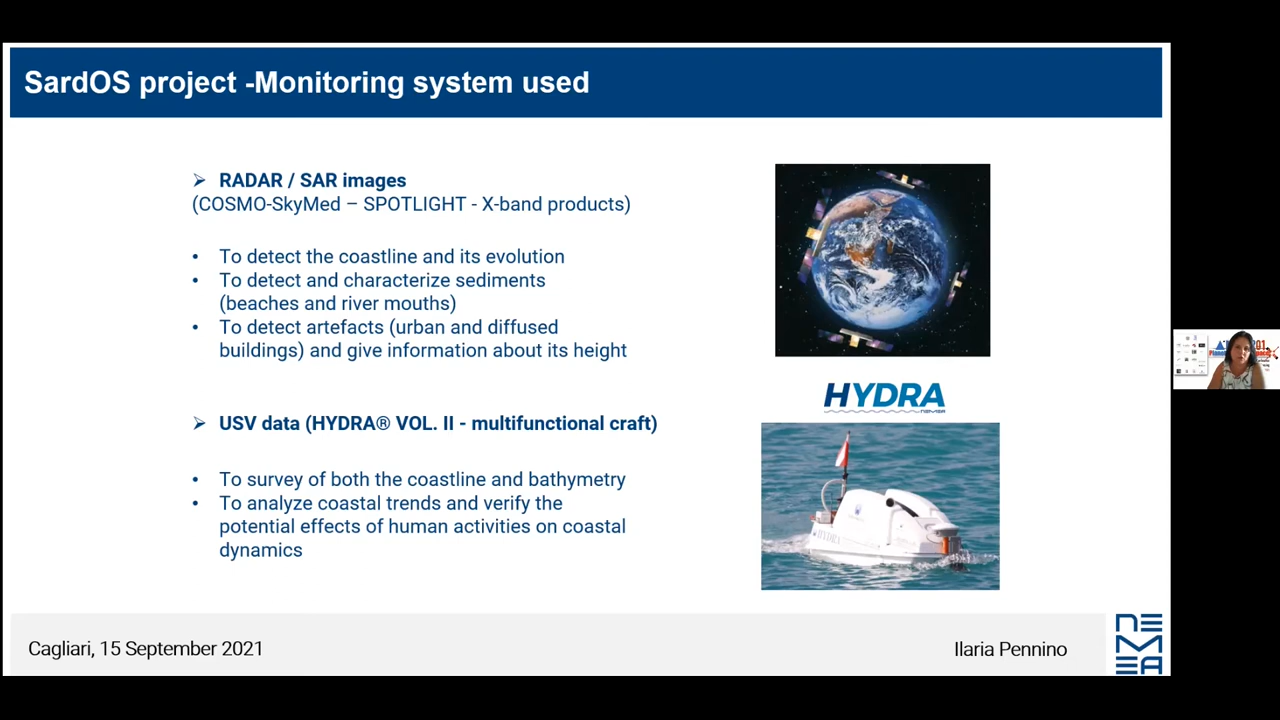 SardOS project -Monitoring system used
➢ RADAR / SAR images
(COSMO-SkyMed – SPOTLIGHT - X-band products)
• To detect the coastline and its evolution
• To detect and characterize sediments
(beaches and river mouths)
• To detect artefacts (urban and diffused
buildings) and give information about its height
HYDRA
NEMEA
➢ USV data (HYDRA® VOL. II - multifunctional craft)
• To survey of both the coastline and bathymetry
• To analyze coastal trends and verify the
potential effects of human activities on coastal
dynamics
HYDRA
Cagliari, 15 September 2021
Ilaria Pennino
NEMEA